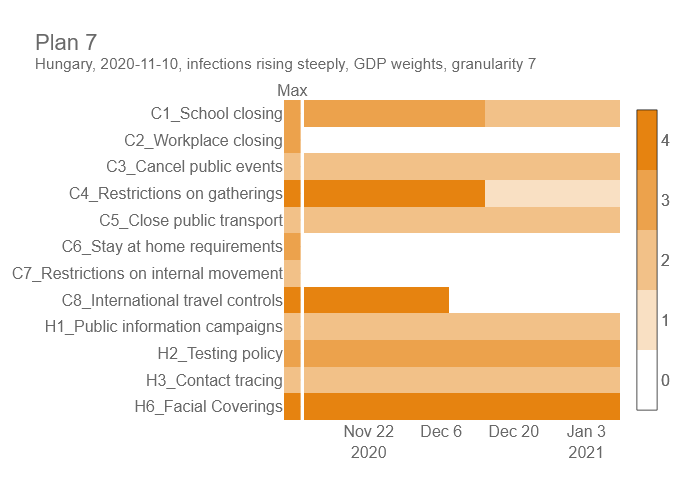 Plan 7
Hungary, 2020-11-10, infections rising steeply, GDP weights, granularity 7
Max
C1_School closing
C2_Workplace closing
C3_Cancel public events
C4_Restrictions on gatherings
C5_Close public transport
C6_Stay at home requirements
C7_Restrictions on internal movement
C8_International travel controls
H1_Public information campaigns
H2_Testing policy
H3_Contact tracing
H6_Facial Coverings
4
3
2
1
0
Nov 22 Dec 6 Dec 20 Jan 3
2020 2021